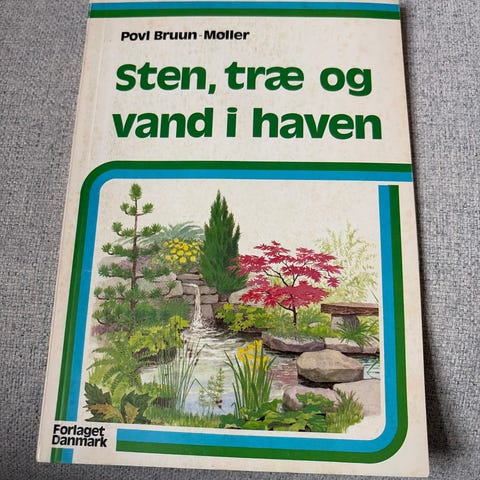 Povl Bruun-Møller
Sten, træ og
vand i haven
Forlaget
Danmark